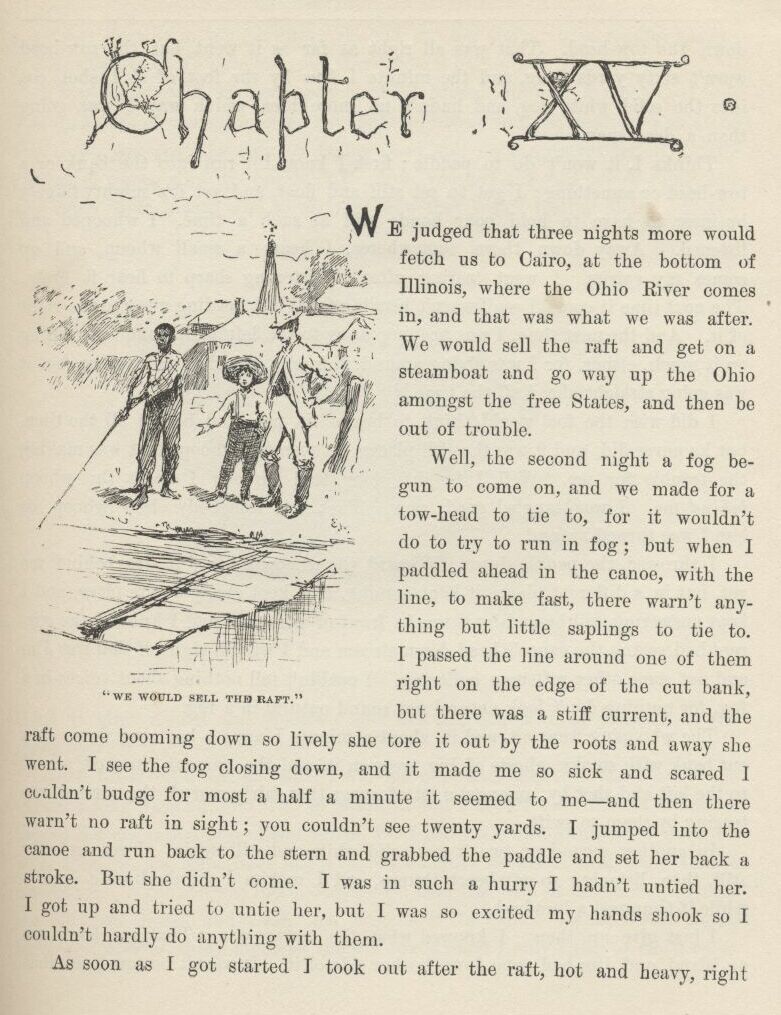 Chapter XV.
WE judged that three nights more would
fetch us to Cairo, at the bottom of
Illinois, where the Ohio River comes
in, and that was what we was after.
We would sell the raft and get on a
steamboat and go way up the Ohio
amongst the free States, and then be
out of trouble.
Well, the second night a fog be-
gun to come on, and we made for a
tow-head to tie to, for it wouldn't
do to try to run in fog; but when I
paddled ahead in the canoe, with the
line, to make fast, there warn't any-
thing but little saplings to tie to.
I passed the line around one of them
right on the edge of the cut bank,
but there was a stiff current, and the
"WE WOULD SELL THE RAFT."
raft come booming down so lively she tore it out by the roots and away she
went. I see the fog closing down, and it made me so sick and scared I
couldn't budge for most a half a minute it seemed to me—and then there
warn't no raft in sight; you couldn't see twenty yards. I jumped into the
canoe and run back to the stern and grabbed the paddle and set her back a
stroke. But she didn't come. I was in such a hurry I hadn't untied her.
I got up and tried to untie her, but I was so excited my hands shook so I
couldn't hardly do anything with them.
As soon as I got started I took out after the raft, hot and heavy, right